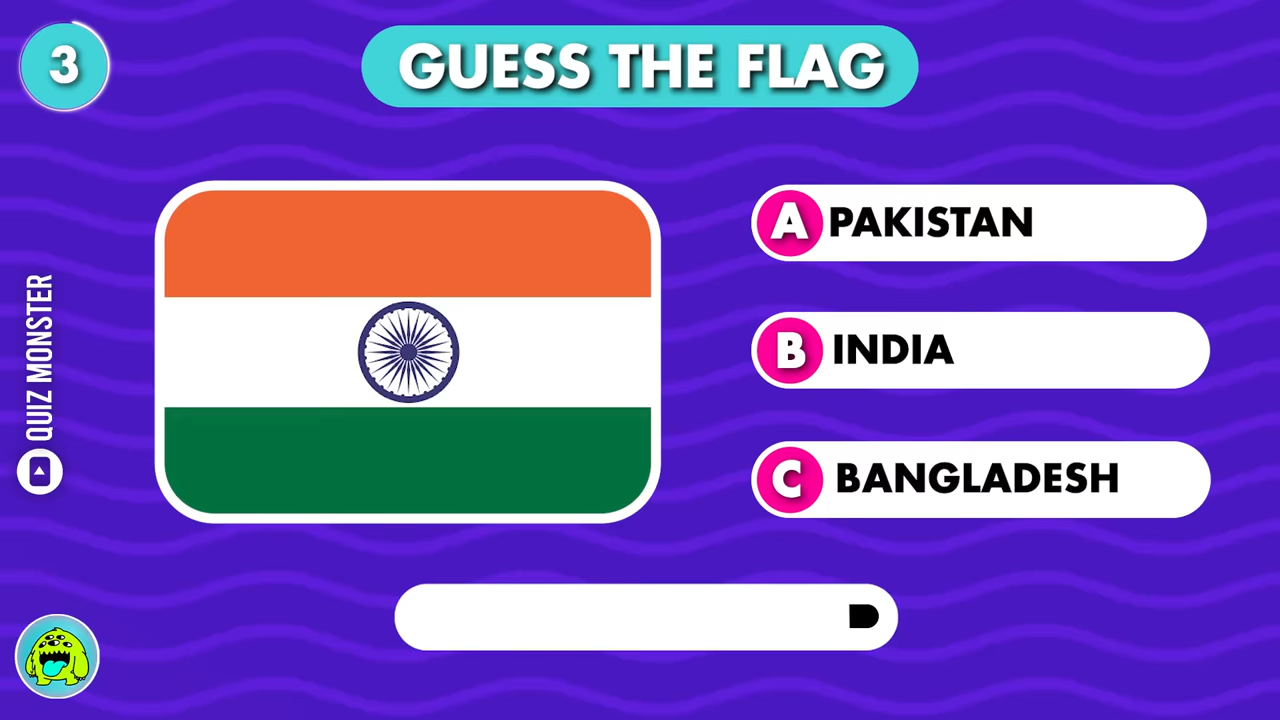 3
GUESS THE FLAG
A PAKISTAN
B INDIA
C BANGLADESH
QUIZ MONSTER